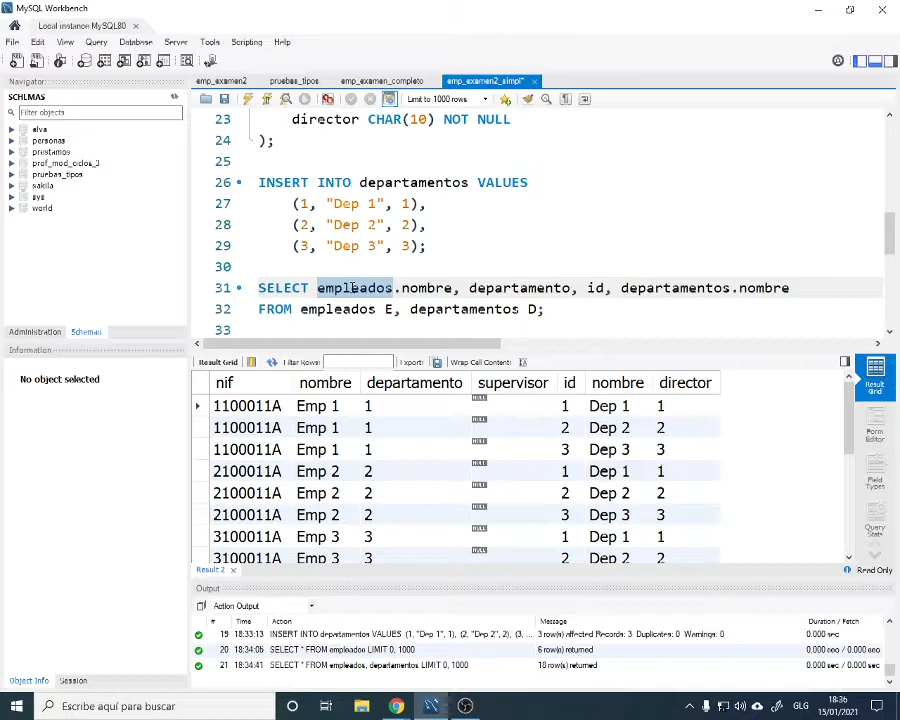 MySQL Workbench
Local instance MySQL80 ×
File Edit View Query Database Server Tools Scripting Help
Navigator
SCHEMAS
Filter objects
elva
personas
prestamos
prof_mod_ciclos_3
pruebas_tipos
sakila
sys
world
Administration Schemas
Information
No object selected
Object Info Session
emp_examen2 pruebas_tipos emp_examen_completo emp_examen2_simpl* ×
Limit to 1000 rows
23 director CHAR(10) NOT NULL
24 );
25
26 INSERT INTO departamentos VALUES
27 (1, "Dep 1", 1),
28 (2, "Dep 2", 2),
29 (3, "Dep 3", 3);
30
31 SELECT empleados.nombre, departamento, id, departamentos.nombre
32 FROM empleados E, departamentos D;
33
Result Grid Filter Rows: Export: Wrap Cell Content:
nif nombre departamento supervisor id nombre director
1100011A Emp 1 1 NULL 1 Dep 1 1
1100011A Emp 1 1 NULL 2 Dep 2 2
1100011A Emp 1 1 NULL 3 Dep 3 3
2100011A Emp 2 2 NULL 1 Dep 1 1
2100011A Emp 2 2 NULL 2 Dep 2 2
2100011A Emp 2 2 NULL 3 Dep 3 3
3100011A Emp 3 3 NULL 1 Dep 1 1
3100011A Emp 3 3 NULL 2 Dep 2 2
Result Grid
Form Editor
Field Types
Query Stats
Result 2 × Read Only
Output
Action Output
# Time Action Message Duration / Fetch
19 18:33:13 INSERT INTO departamentos VALUES (1, "Dep 1", 1), (2, "Dep 2", 2), (3, ... 3 row(s) affected Records: 3 Duplicates: 0 Warnings: 0 0.000 sec
20 18:34:05 SELECT * FROM empleados LIMIT 0, 1000 6 row(s) returned 0.000 sec / 0.000 sec
21 18:34:41 SELECT * FROM empleados, departamentos LIMIT 0, 1000 18 row(s) returned 0.000 sec / 0.000 sec
Escribe aquí para buscar
GLG
18:36
15/01/2021